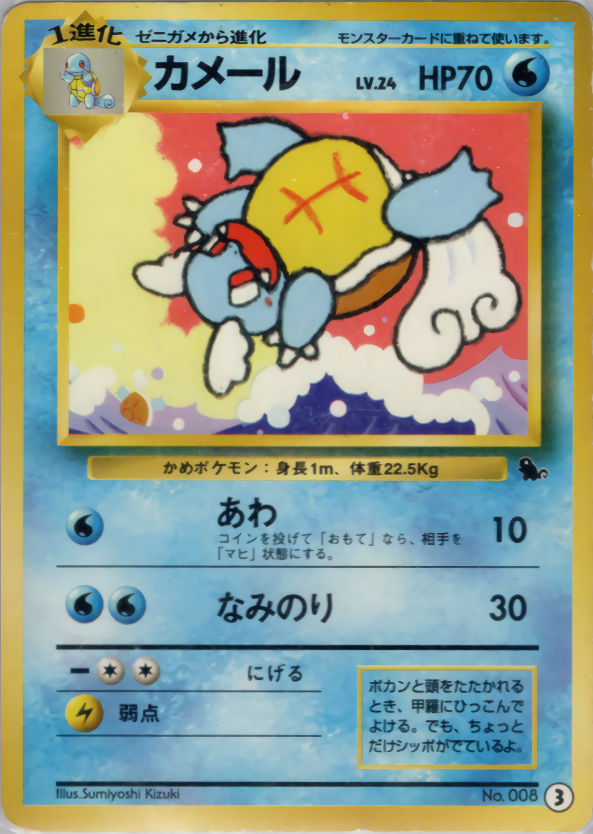 1進化 ゼニガメから進化 モンスターカードに重ねて使います。
カメール LV.24 HP70
かめポケモン：身長1m、体重22.5Kg
あわ 10
コインを投げて「おもて」なら、相手を
「マヒ」状態にする。
なみのり 30
にげる
弱点
ポカンと頭をたたかれる
とき、甲羅にひっこんで
よける。でも、ちょっと
だけシッポがでているよ。
Illus.Sumiyoshi Kizuki No. 008 3